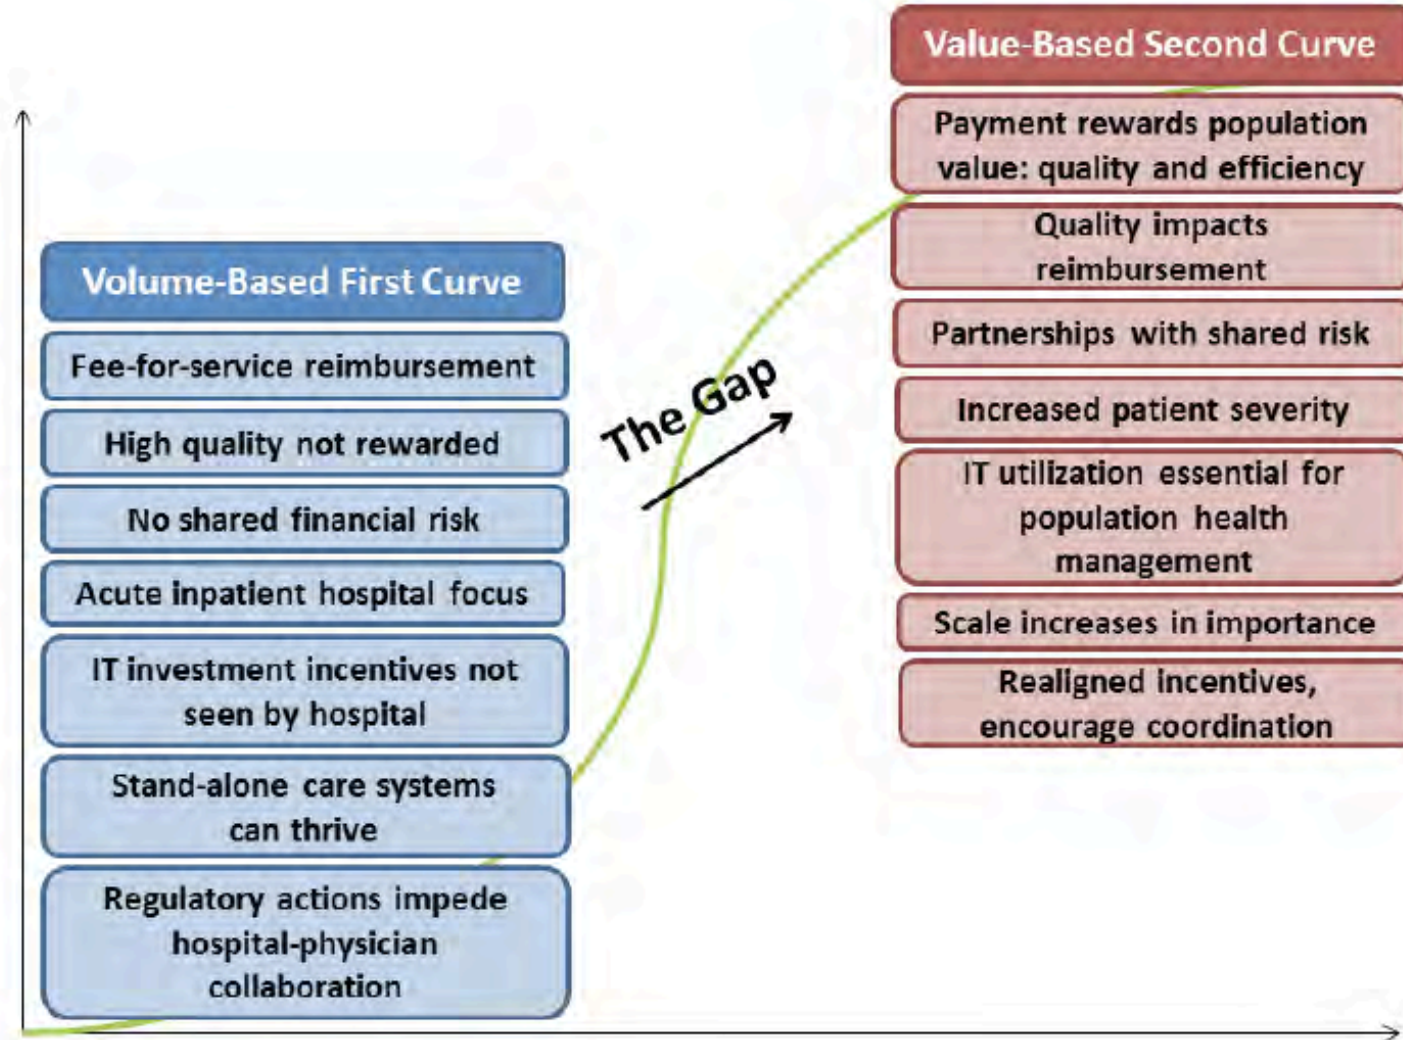 Volume-Based First Curve
Fee-for-service reimbursement
High quality not rewarded
No shared financial risk
Acute inpatient hospital focus
IT investment incentives not
seen by hospital
Stand-alone care systems
can thrive
Regulatory actions impede
hospital-physician
collaboration
The Gap
Value-Based Second Curve
Payment rewards population
value: quality and efficiency
Quality impacts
reimbursement
Partnerships with shared risk
Increased patient severity
IT utilization essential for
population health
management
Scale increases in importance
Realigned incentives,
encourage coordination